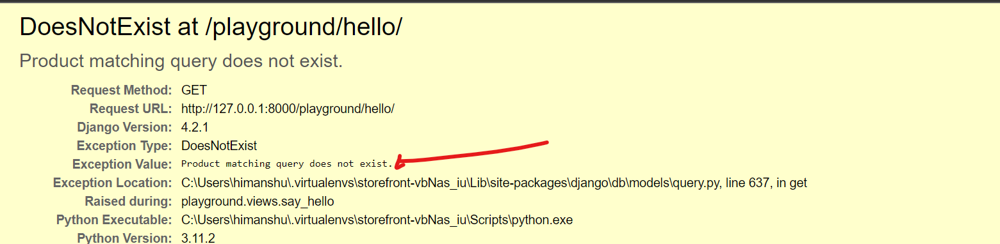 DoesNotExist at /playground/hello/
Product matching query does not exist.
Request Method: GET
Request URL: http://127.0.0.1:8000/playground/hello/
Django Version: 4.2.1
Exception Type: DoesNotExist
Exception Value: Product matching query does not exist.
Exception Location: C:\Users\himanshu\.virtualenvs\storefront-vbNas_iu\Lib\site-packages\django\db\models\query.py, line 637, in get
Raised during: playground.views.say_hello
Python Executable: C:\Users\himanshu\.virtualenvs\storefront-vbNas_iu\Scripts\python.exe
Python Version: 3.11.2